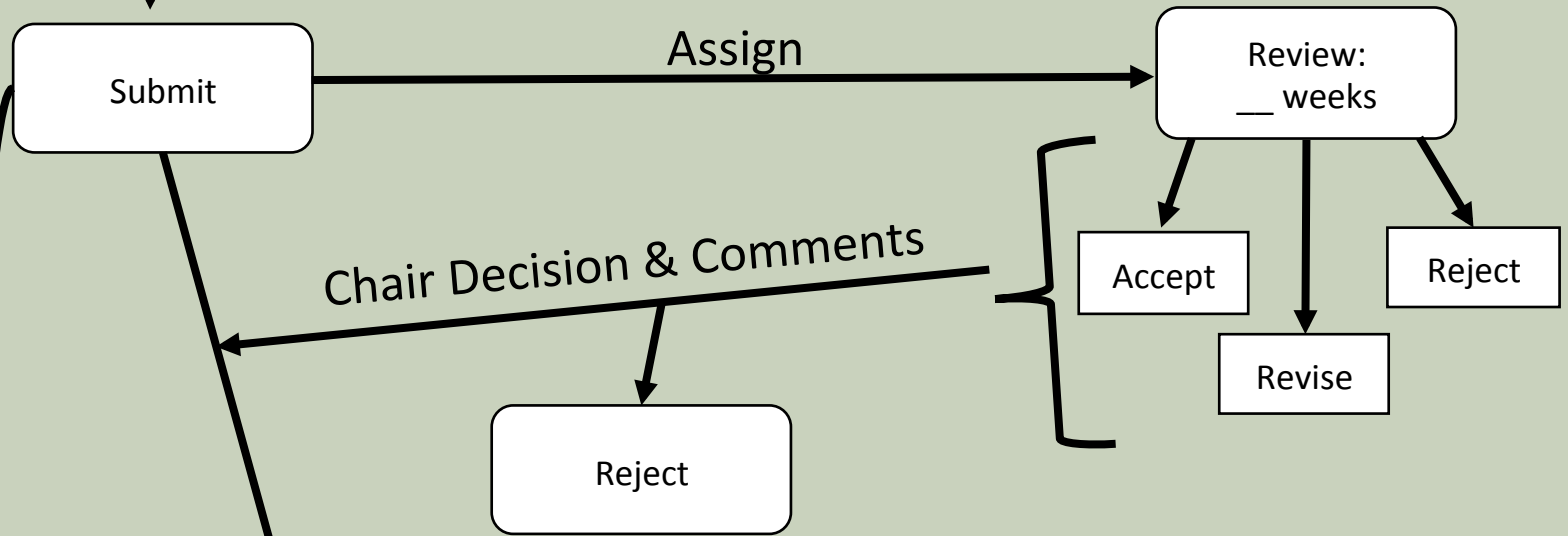 Assign
Submit
Review:
__ weeks
Chair Decision & Comments
Accept
Reject
Revise
Reject